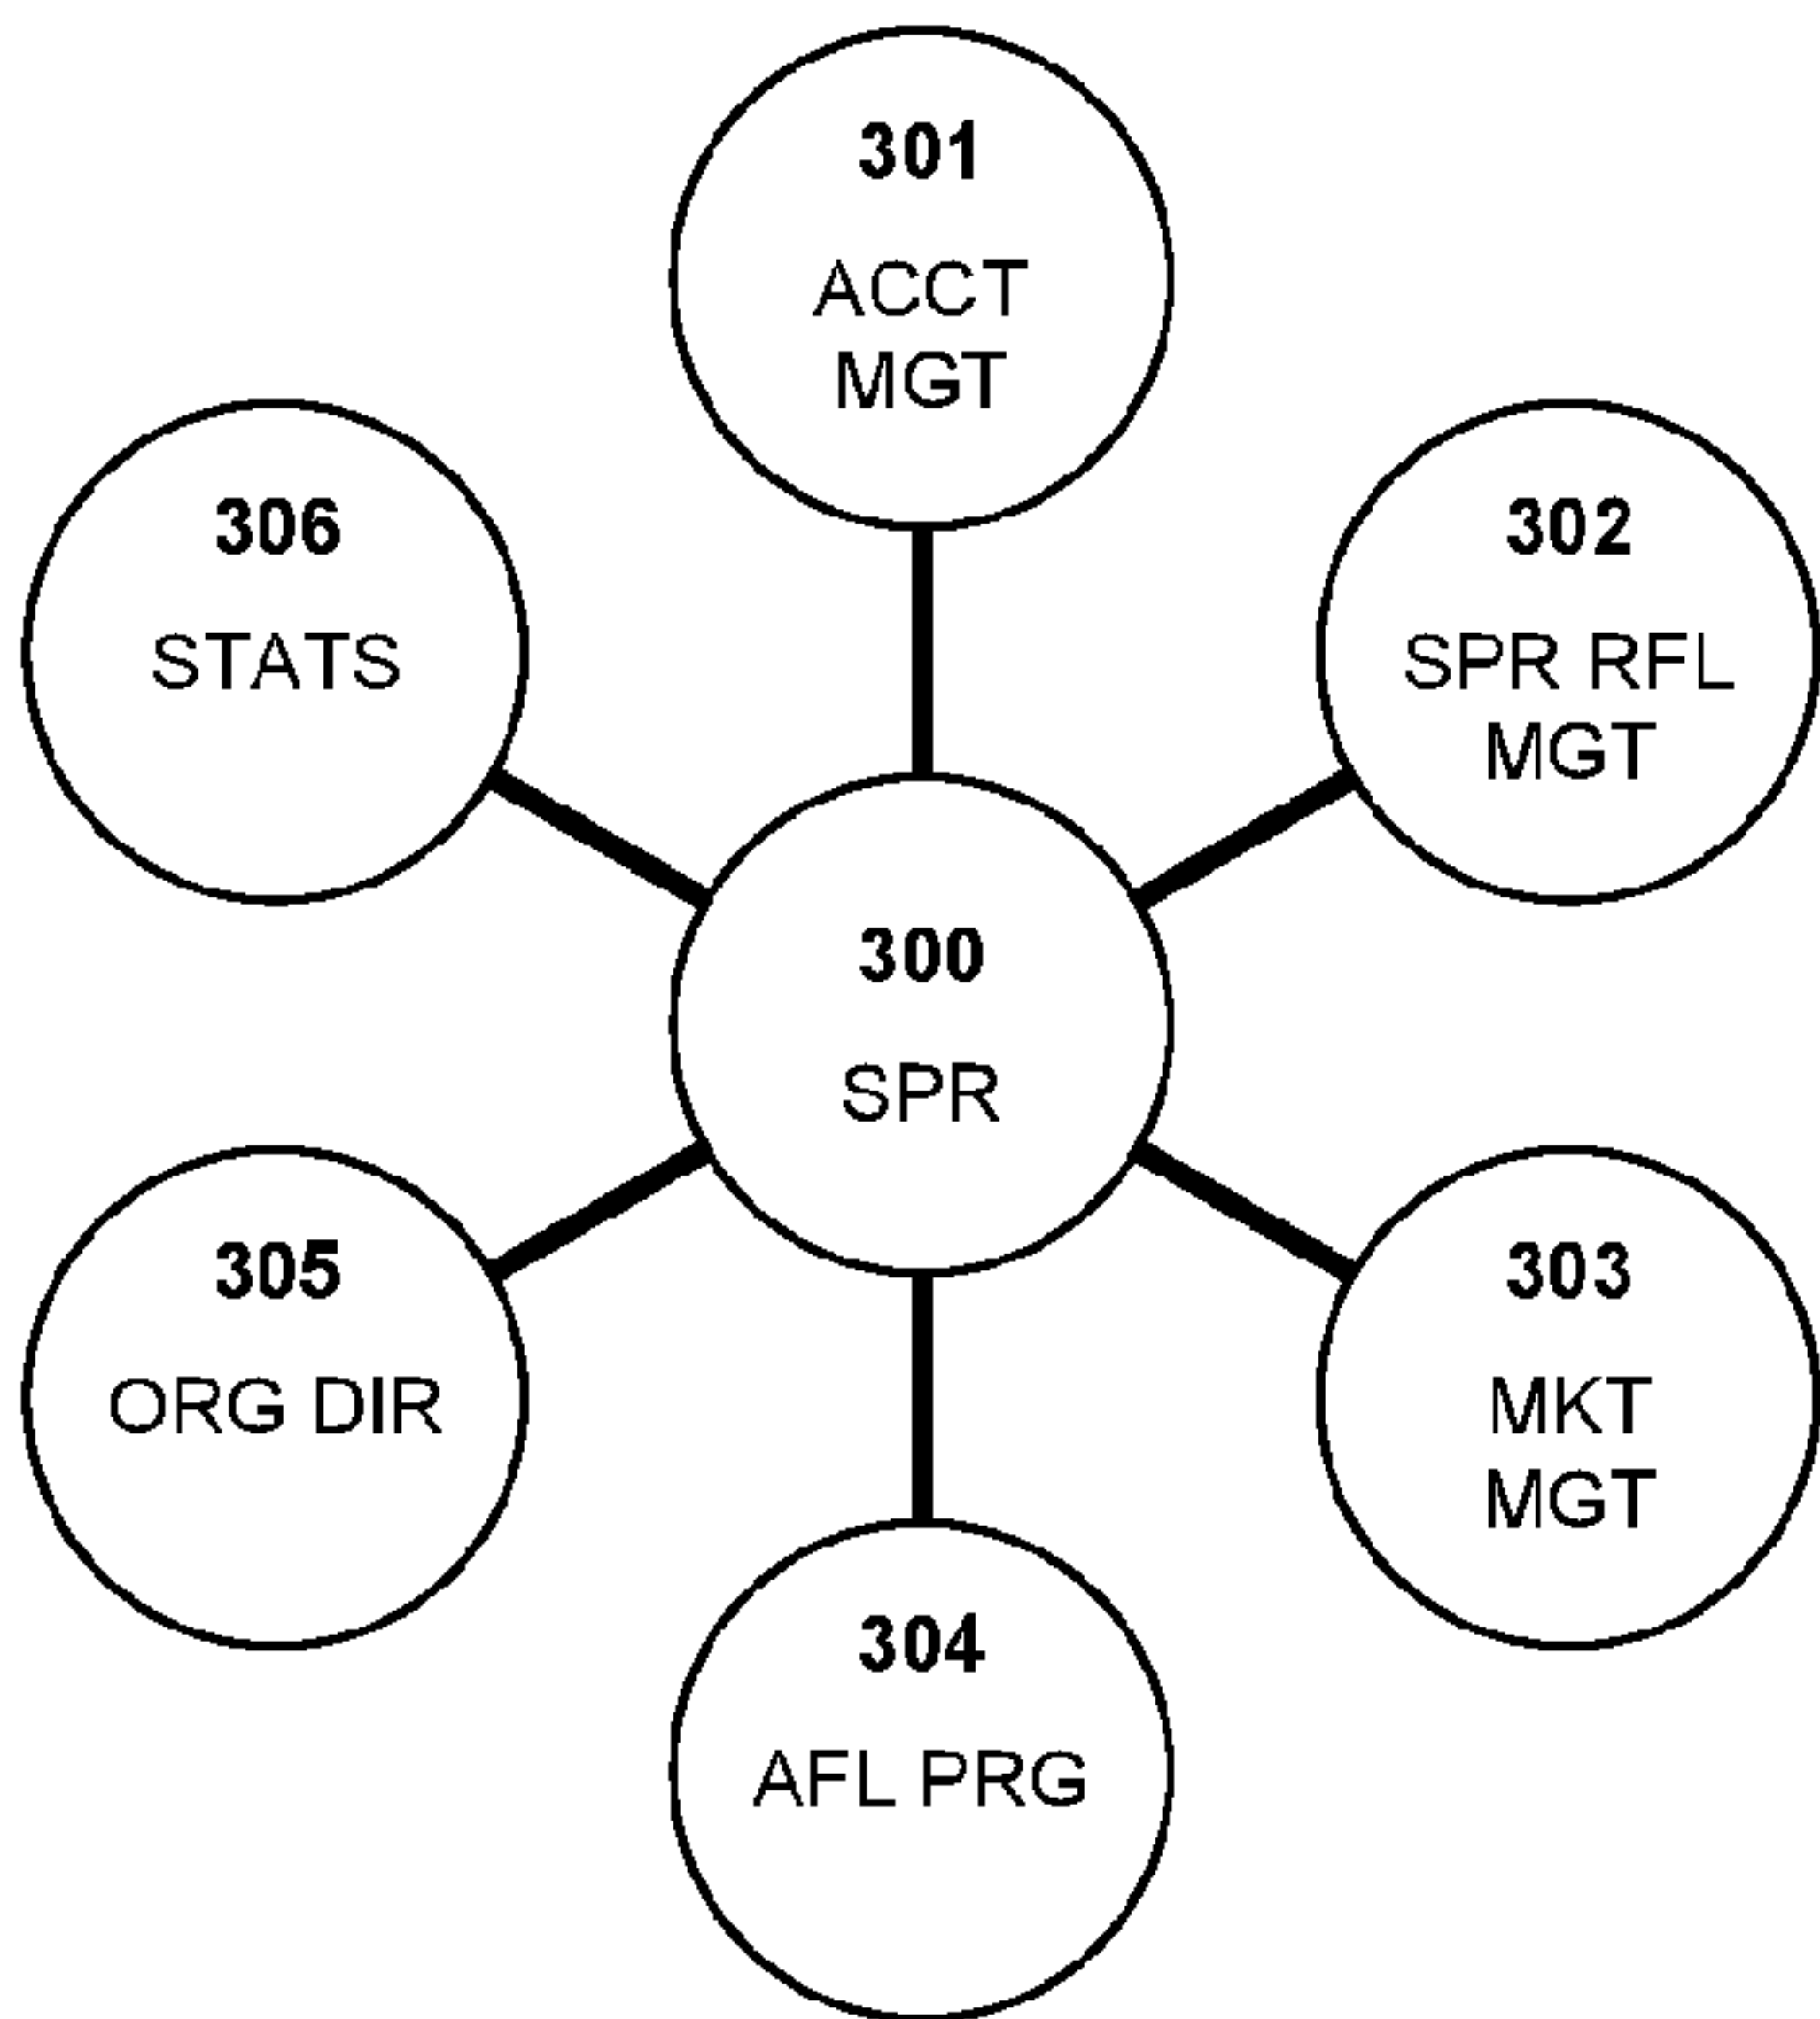 301
ACCT
MGT
306
STATS
302
SPR RFL
MGT
300
SPR
305
ORG DIR
303
MKT
MGT
304
AFL PRG